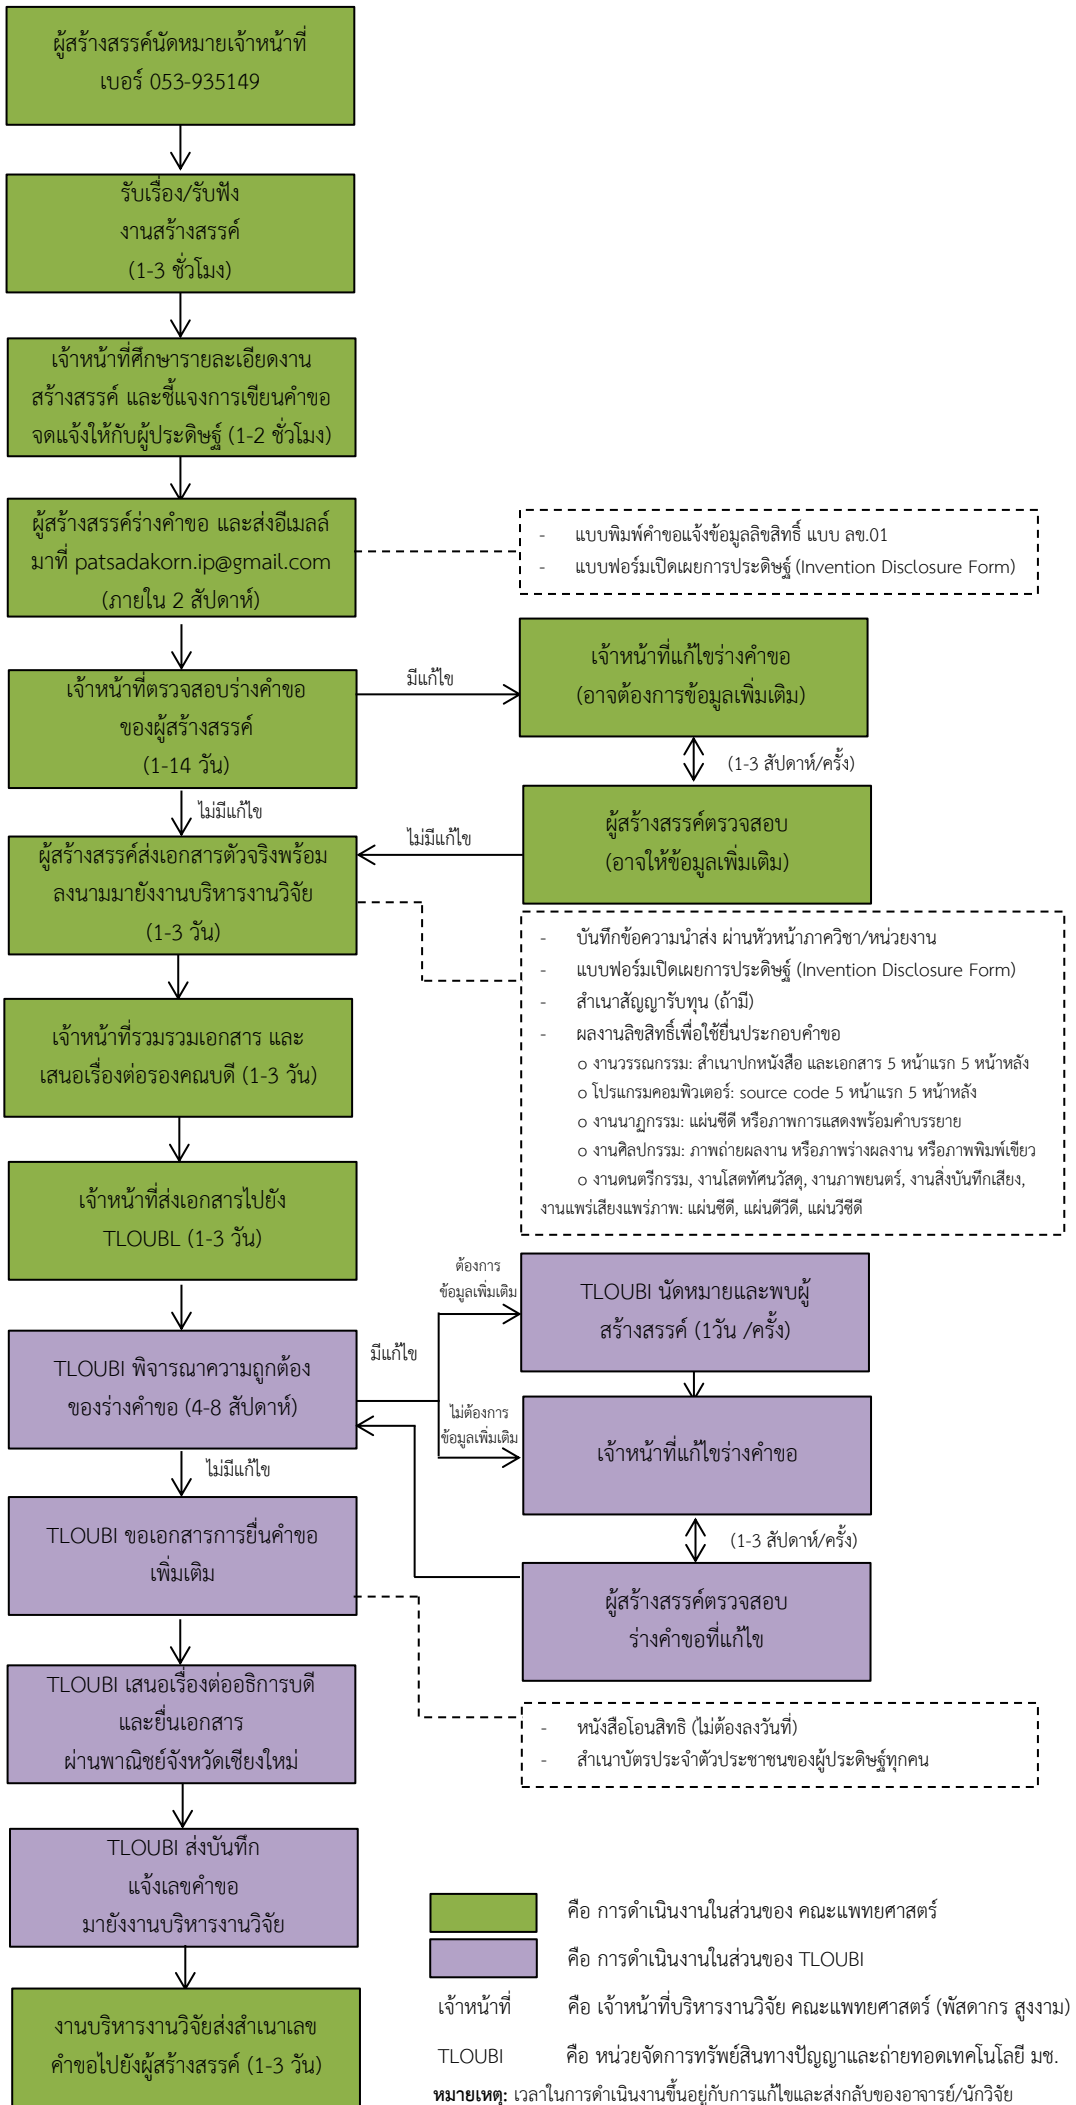 ผู้สร้างสรรค์นัดหมายเจ้าหน้าที่
เบอร์ 053-935149
รับเรื่อง/รับฟัง
งานสร้างสรรค์
(1-3 ชั่วโมง)
เจ้าหน้าที่ศึกษารายละเอียดงาน
สร้างสรรค์ และชี้แจงการเขียนคำขอ
จดแจ้งให้กับผู้ประดิษฐ์ (1-2 ชั่วโมง)
ผู้สร้างสรรค์ร่างคำขอ และส่งอีเมลล์
มาที่ patsadakorn.ip@gmail.com
(ภายใน 2 สัปดาห์)
- แบบพิมพ์คำขอแจ้งข้อมูลลิขสิทธิ์ แบบ ลข.01
- แบบฟอร์มเปิดเผยการประดิษฐ์ (Invention Disclosure Form)
เจ้าหน้าที่ตรวจสอบร่างคำขอ
ของผู้สร้างสรรค์
(1-14 วัน)
มีแก้ไข
เจ้าหน้าที่แก้ไขร่างคำขอ
(อาจต้องการข้อมูลเพิ่มเติม)
(1-3 สัปดาห์/ครั้ง)
ผู้สร้างสรรค์ตรวจสอบ
(อาจให้ข้อมูลเพิ่มเติม)
ไม่มีแก้ไข
ไม่มีแก้ไข
ผู้สร้างสรรค์ส่งเอกสารตัวจริงพร้อม
ลงนามมายังงานบริหารงานวิจัย
(1-3 วัน)
- บันทึกข้อความนำส่ง ผ่านหัวหน้าภาควิชา/หน่วยงาน
- แบบฟอร์มเปิดเผยการประดิษฐ์ (Invention Disclosure Form)
- สำเนาสัญญารับทุน (ถ้ามี)
- ผลงานลิขสิทธิ์เพื่อใช้ยื่นประกอบคำขอ
o งานวรรณกรรม: สำเนาปกหนังสือ และเอกสาร 5 หน้าแรก 5 หน้าหลัง
o โปรแกรมคอมพิวเตอร์: source code 5 หน้าแรก 5 หน้าหลัง
o งานนาฏกรรม: แผ่นซีดี หรือภาพการแสดงพร้อมคำบรรยาย
o งานศิลปกรรม: ภาพถ่ายผลงาน หรือภาพร่างผลงาน หรือภาพพิมพ์เขียว
o งานดนตรีกรรม, งานโสตทัศนวัสดุ, งานภาพยนตร์, งานสิ่งบันทึกเสียง,
งานแพร่เสียงแพร่ภาพ: แผ่นซีดี, แผ่นดีวีดี, แผ่นวีซีดี
เจ้าหน้าที่รวมรวมเอกสาร และ
เสนอเรื่องต่อรองคณบดี (1-3 วัน)
เจ้าหน้าที่ส่งเอกสารไปยัง
TLOUBL (1-3 วัน)
TLOUBI พิจารณาความถูกต้อง
ของร่างคำขอ (4-8 สัปดาห์)
มีแก้ไข
ต้องการ
ข้อมูลเพิ่มเติม
TLOUBI นัดหมายและพบผู้
สร้างสรรค์ (1วัน /ครั้ง)
ไม่ต้องการ
ข้อมูลเพิ่มเติม
เจ้าหน้าที่แก้ไขร่างคำขอ
(1-3 สัปดาห์/ครั้ง)
ผู้สร้างสรรค์ตรวจสอบ
ร่างคำขอที่แก้ไข
ไม่มีแก้ไข
TLOUBI ขอเอกสารการยื่นคำขอ
เพิ่มเติม
- หนังสือโอนสิทธิ (ไม่ต้องลงวันที่)
- สำเนาบัตรประจำตัวประชาชนของผู้ประดิษฐ์ทุกคน
TLOUBI เสนอเรื่องต่ออธิการบดี
และยื่นเอกสาร
ผ่านพาณิชย์จังหวัดเชียงใหม่
TLOUBI ส่งบันทึก
แจ้งเลขคำขอ
มายังงานบริหารงานวิจัย
งานบริหารงานวิจัยส่งสำเนาเลข
คำขอไปยังผู้สร้างสรรค์ (1-3 วัน)
คือ การดำเนินงานในส่วนของ คณะแพทยศาสตร์
คือ การดำเนินงานในส่วนของ TLOUBI
เจ้าหน้าที่ คือ เจ้าหน้าที่บริหารงานวิจัย คณะแพทยศาสตร์ (พัสดากร สูงงาม)
TLOUBI คือ หน่วยจัดการทรัพย์สินทางปัญญาและถ่ายทอดเทคโนโลยี มช.
หมายเหตุ: เวลาในการดำเนินงานขึ้นอยู่กับการแก้ไขและส่งกลับของอาจารย์/นักวิจัย